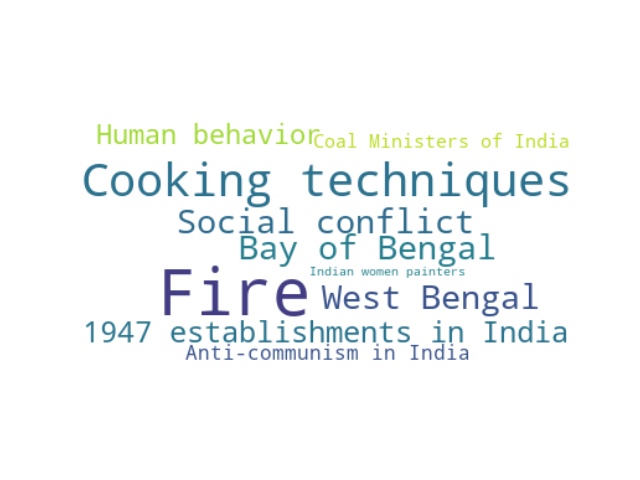 Human behavior
Coal Ministers of India
Cooking techniques
Social conflict
Bay of Bengal
Indian women painters
Fire
West Bengal
1947 establishments in India
Anti-communism in India